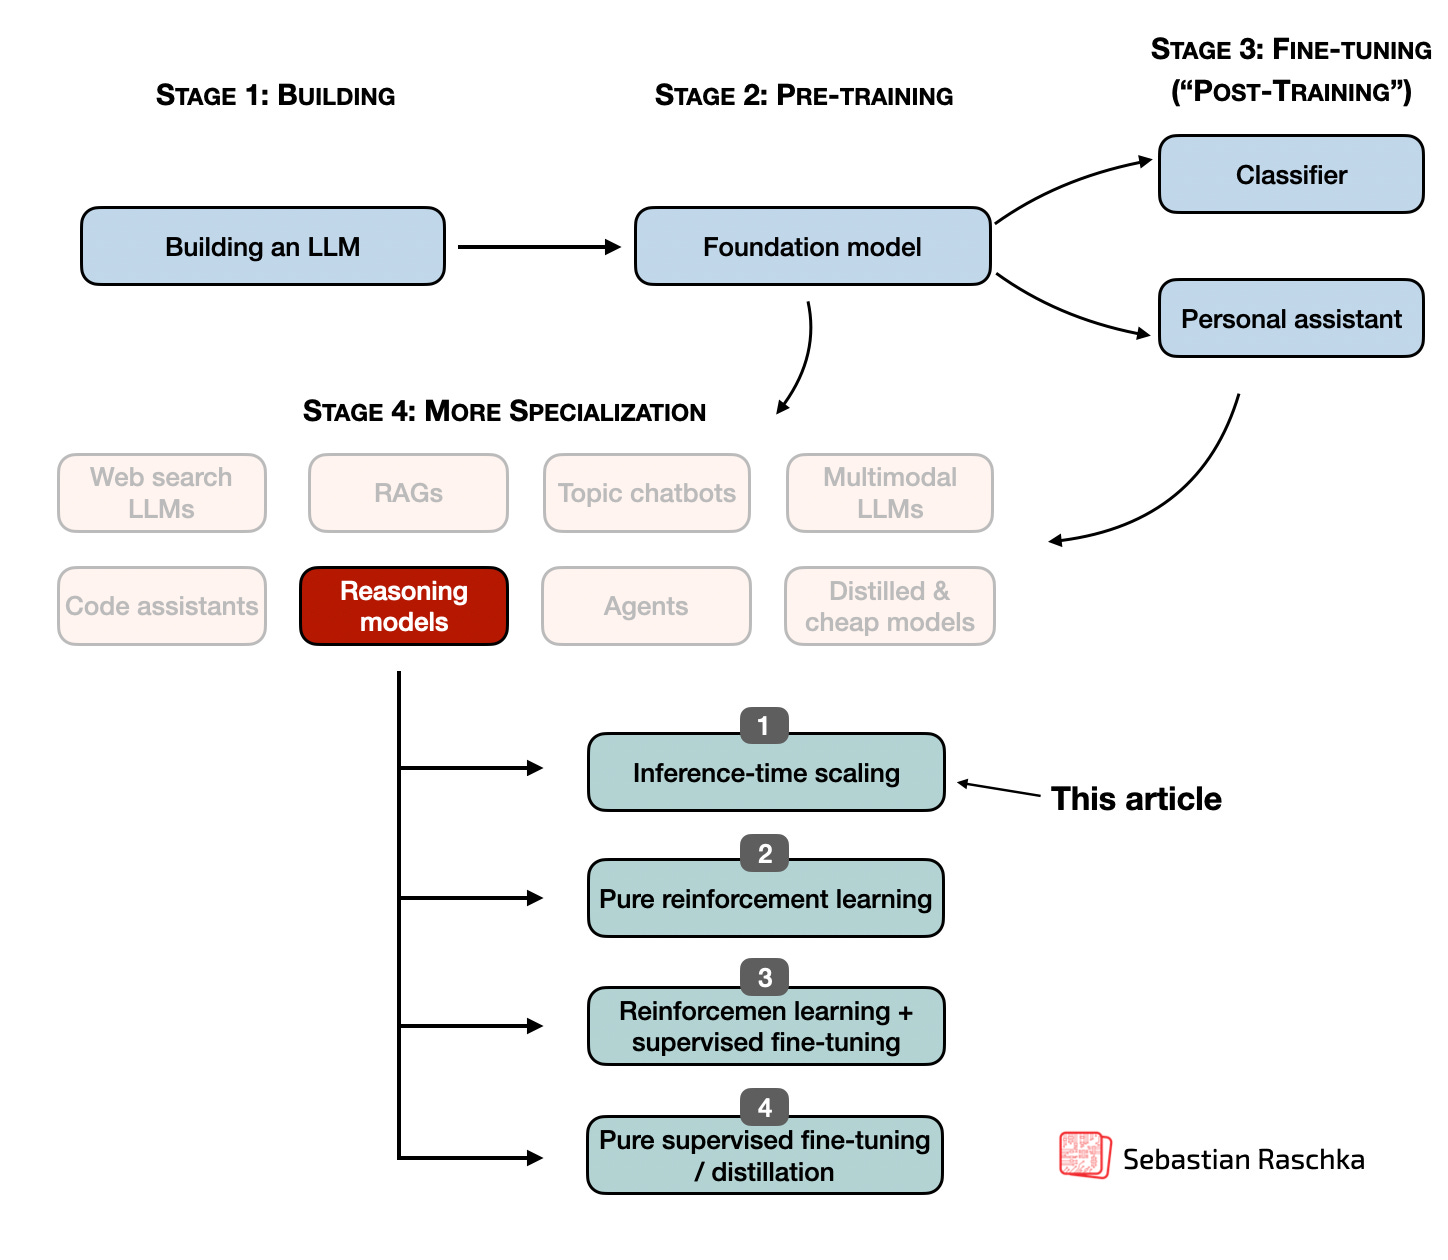 STAGE 1: BUILDING
STAGE 2: PRE-TRAINING
STAGE 3: FINE-TUNING
(“POST-TRAINING”)
Building an LLM
Foundation model
Classifier
Personal assistant
STAGE 4: MORE SPECIALIZATION
Web search
LLMs
RAGs
Topic chatbots
Multimodal
LLMs
Code assistants
Reasoning
models
Agents
Distilled &
cheap models
1
Inference-time scaling
This article
2
Pure reinforcement learning
3
Reinforcemen learning +
supervised fine-tuning
4
Pure supervised fine-tuning
/ distillation
Sebastian Raschka